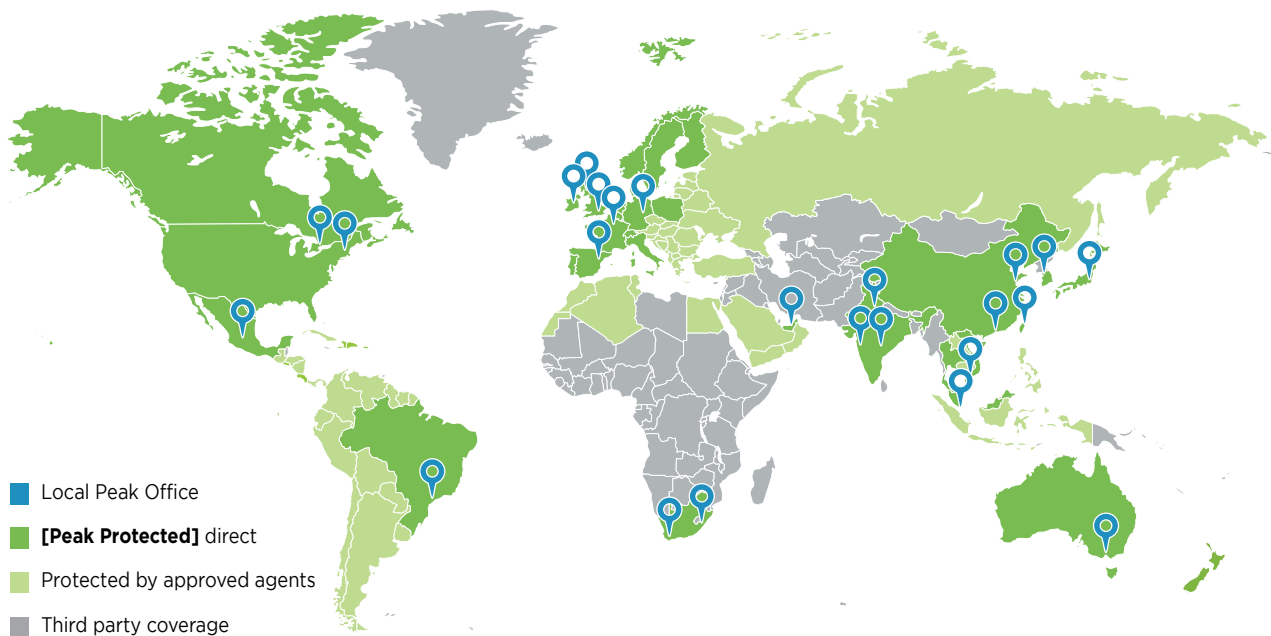 Local Peak Office
[Peak Protected] direct
Protected by approved agents
Third party coverage